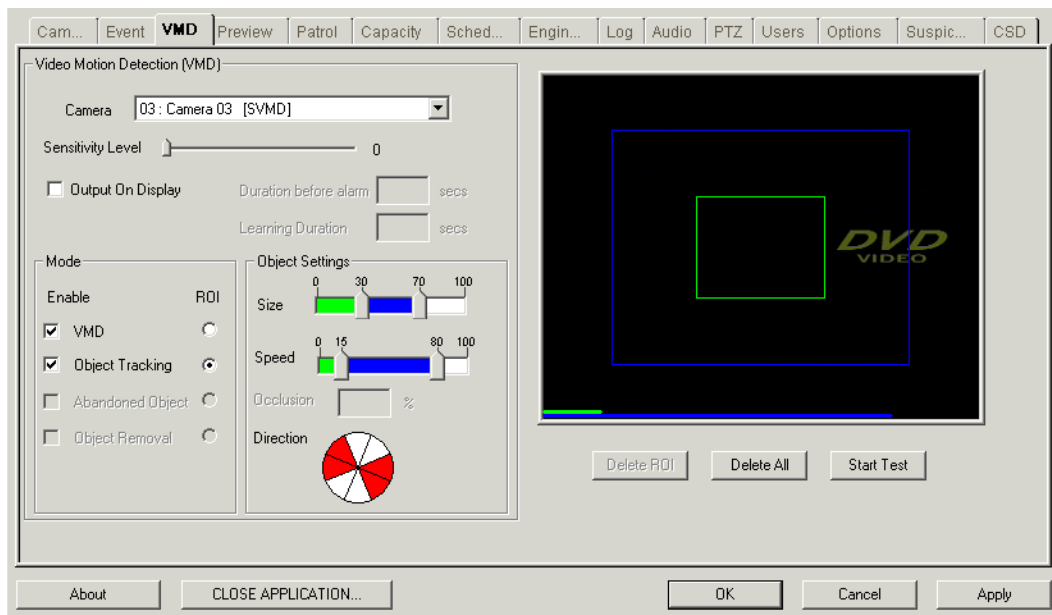 Cam... Event VMD Preview Patrol Capacity Sched... Engin... Log Audio PTZ Users Options Suspic... CSD
Video Motion Detection (VMD)
Camera 03 : Camera 03 [SVMD]
Sensitivity Level 0
Output On Display
Duration before alarm secs
Learning Duration secs
Mode
Enable ROI
VMD
Object Tracking
Abandoned Object
Object Removal
Object Settings
0 30 70 100
Size
0 15 80 100
Speed
Occlusion %
Direction
DVD
VIDEO
Delete ROI Delete All Start Test
About CLOSE APPLICATION... OK Cancel Apply